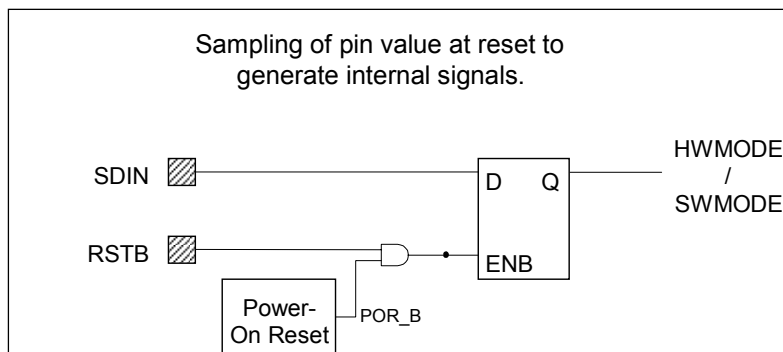 Sampling of pin value at reset to
generate internal signals.
SDIN
D
Q
HWMODE
/
SWMODE
RSTB
ENB
Power-
On Reset
POR_B